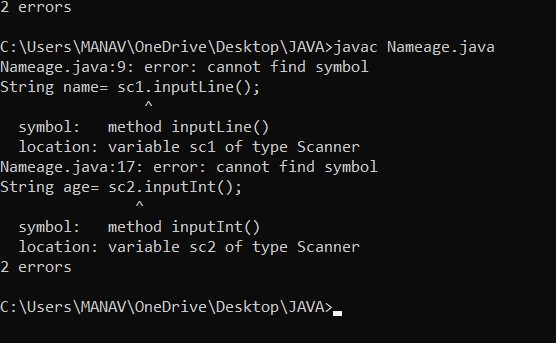 2 errors
C:\Users\MANAV\OneDrive\Desktop\JAVA>javac Nameage.java
Nameage.java:9: error: cannot find symbol
String name= sc1.inputLine();
^
symbol:   method inputLine()
location: variable sc1 of type Scanner
Nameage.java:17: error: cannot find symbol
String age= sc2.inputInt();
^
symbol:   method inputInt()
location: variable sc2 of type Scanner
2 errors
C:\Users\MANAV\OneDrive\Desktop\JAVA>